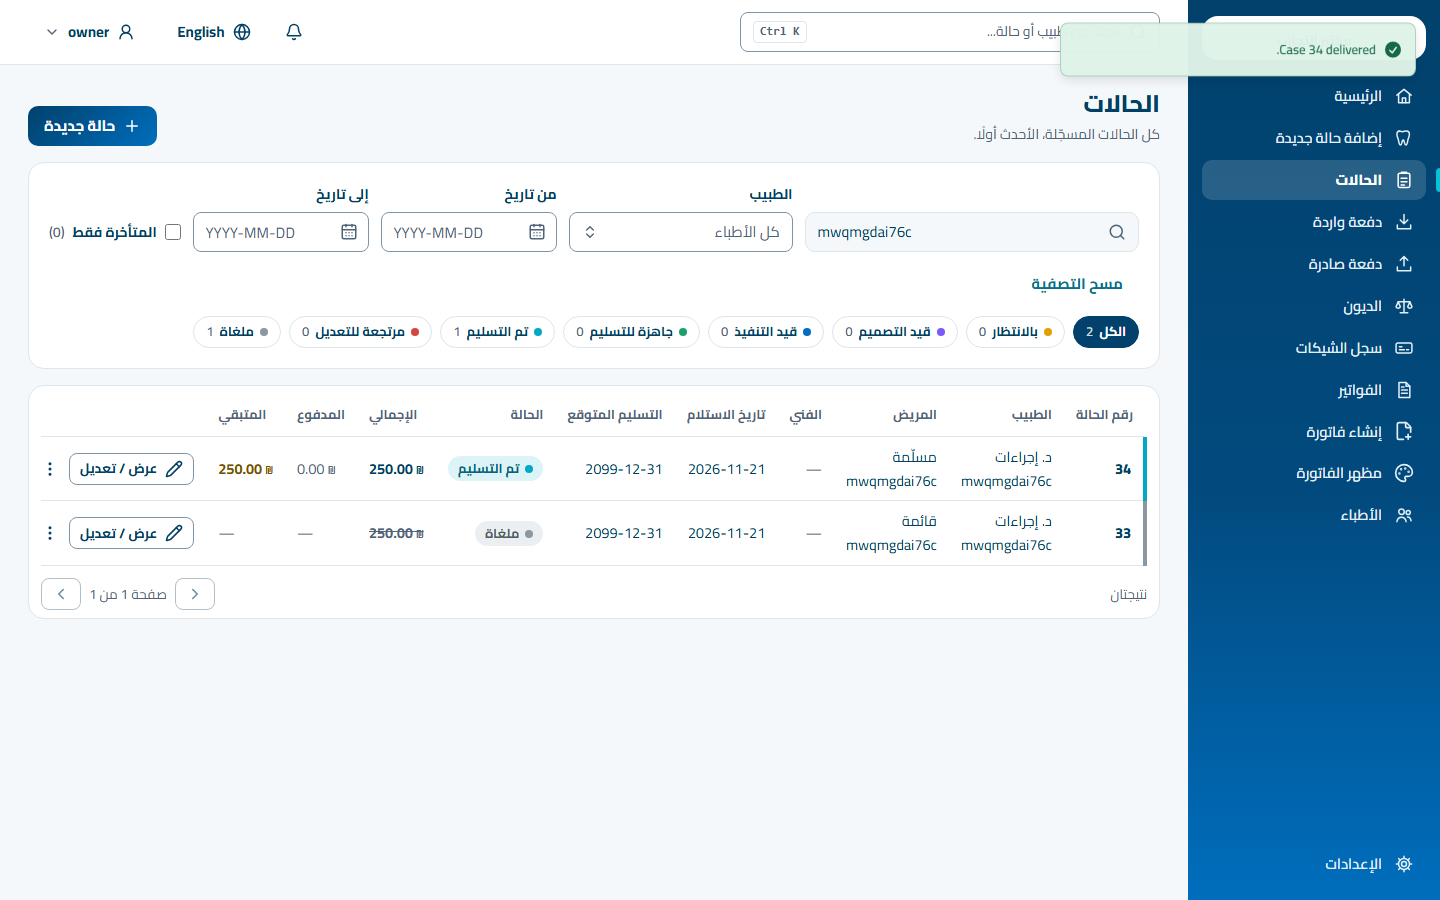 Case 34 delivered.
الرئيسية
إضافة حالة جديدة
الحالات
دفعة واردة
دفعة صادرة
الديون
سجل الشيكات
الفواتير
إنشاء فاتورة
مظهر الفاتورة
الأطباء
الإعدادات
طبيب أو حالة...
Ctrl K
English
owner
الحالات
كل الحالات المسجّلة، الأحدث أولًا.
حالة جديدة
الطبيب
من تاريخ
إلى تاريخ
mwqmgdai76c
كل الأطباء
YYYY-MM-DD
YYYY-MM-DD
المتأخرة فقط (0)
مسح التصفية
الكل 2
بالانتظار 0
قيد التصميم 0
قيد التنفيذ 0
جاهزة للتسليم 0
تم التسليم 1
مرتجعة للتعديل 0
ملغاة 1
رقم الحالة الطبيب المريض الفني تاريخ الاستلام التسليم المتوقع الحالة الإجمالي المدفوع المتبقي
34 د. إجراءات mwqmgdai76c مسلّمة mwqmgdai76c — 2026-11-21 2099-12-31 تم التسليم 250.00 ₪ 0.00 ₪ 250.00 ₪ عرض / تعديل
33 د. إجراءات mwqmgdai76c قائمة mwqmgdai76c — 2026-11-21 2099-12-31 ملغاة 250.00 ₪ — — عرض / تعديل
نتيجتان
صفحة 1 من 1